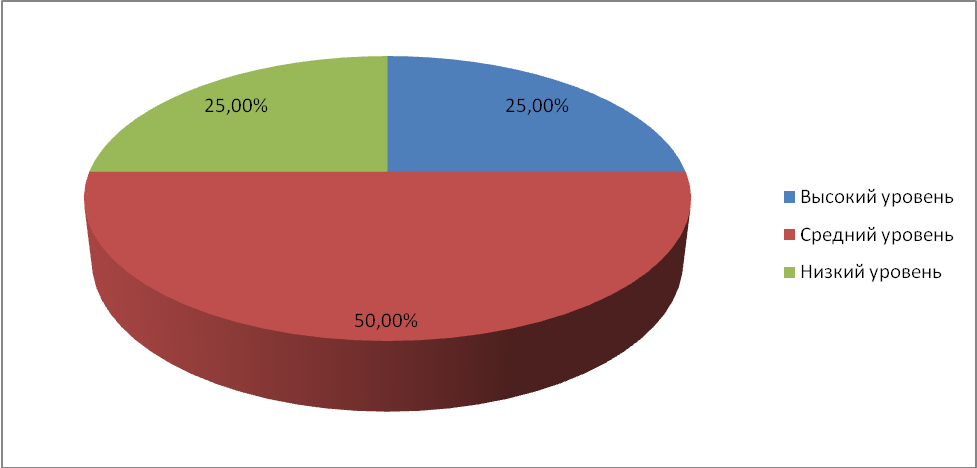 25,00%
25,00%
Высокий уровень
Средний уровень
Низкий уровень
50,00%